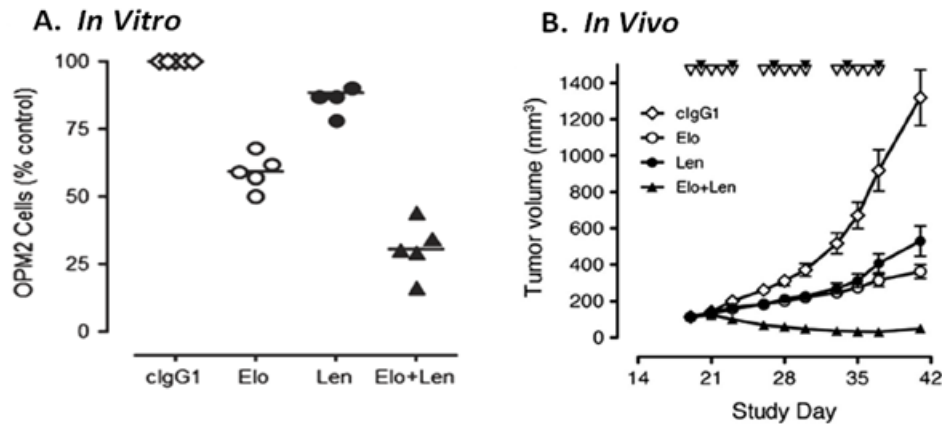 A. In Vitro
100
75
50
25
0
OPM2 Cells (% control)
cIgG1 Elo Len Elo+Len
B. In Vivo
1400
1200
1000
800
600
400
200
0
Tumor volume (mm³)
cIgG1
Elo
Len
Elo+Len
14 21 28 35 42
Study Day